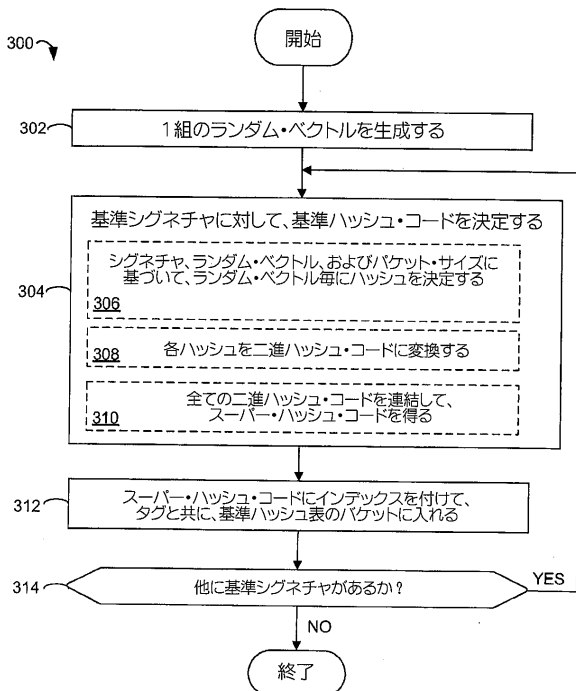 300
開始
302
1組のランダム・ベクトルを生成する
304
基準シグネチャに対して、基準ハッシュ・コードを決定する
シグネチャ、ランダム・ベクトル、およびバケット・サイズに
基づいて、ランダム・ベクトル毎にハッシュを決定する
306
308
各ハッシュを二進ハッシュ・コードに変換する
全ての二進ハッシュ・コードを連結して、
310
スーパー・ハッシュ・コードを得る
312
スーパー・ハッシュ・コードにインデックスを付けて、
タグと共に、基準ハッシュ表のバケットに入れる
314
他に基準シグネチャがあるか?
YES
NO
終了